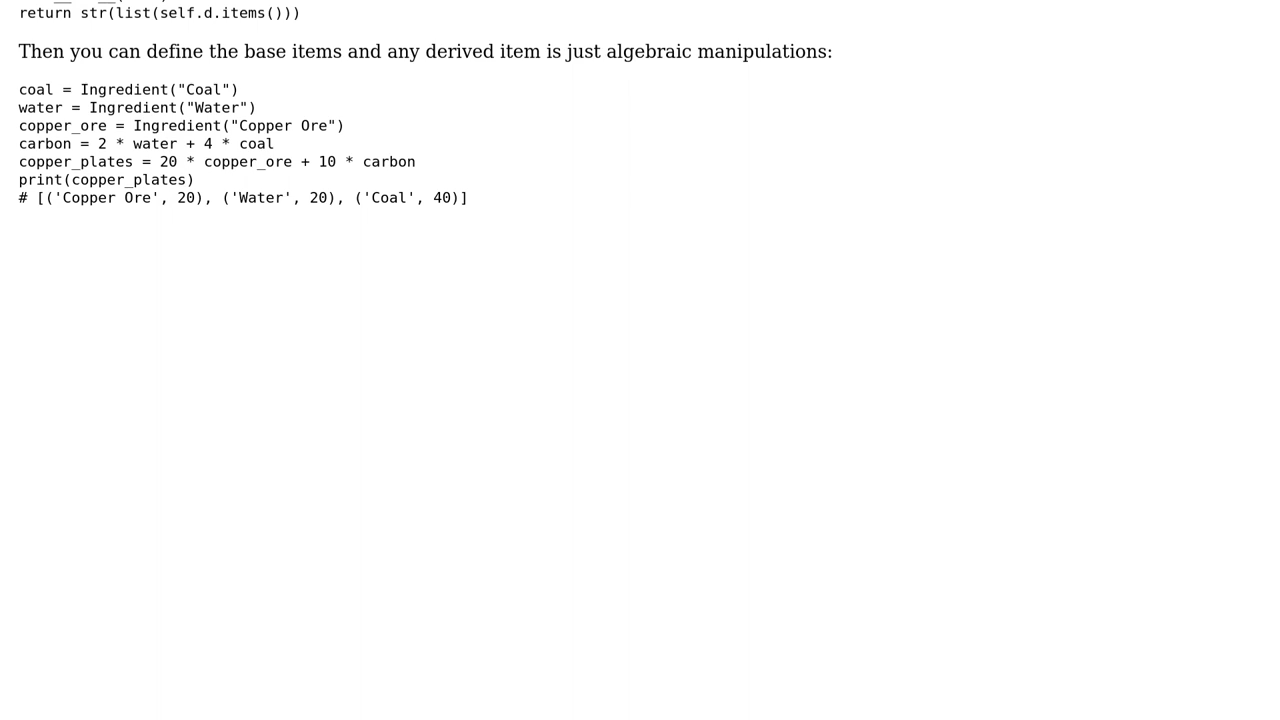 return str(list(self.d.items()))
Then you can define the base items and any derived item is just algebraic manipulations:
coal = Ingredient("Coal")
water = Ingredient("Water")
copper_ore = Ingredient("Copper Ore")
carbon = 2 * water + 4 * coal
copper_plates = 20 * copper_ore + 10 * carbon
print(copper_plates)
# [('Copper Ore', 20), ('Water', 20), ('Coal', 40)]